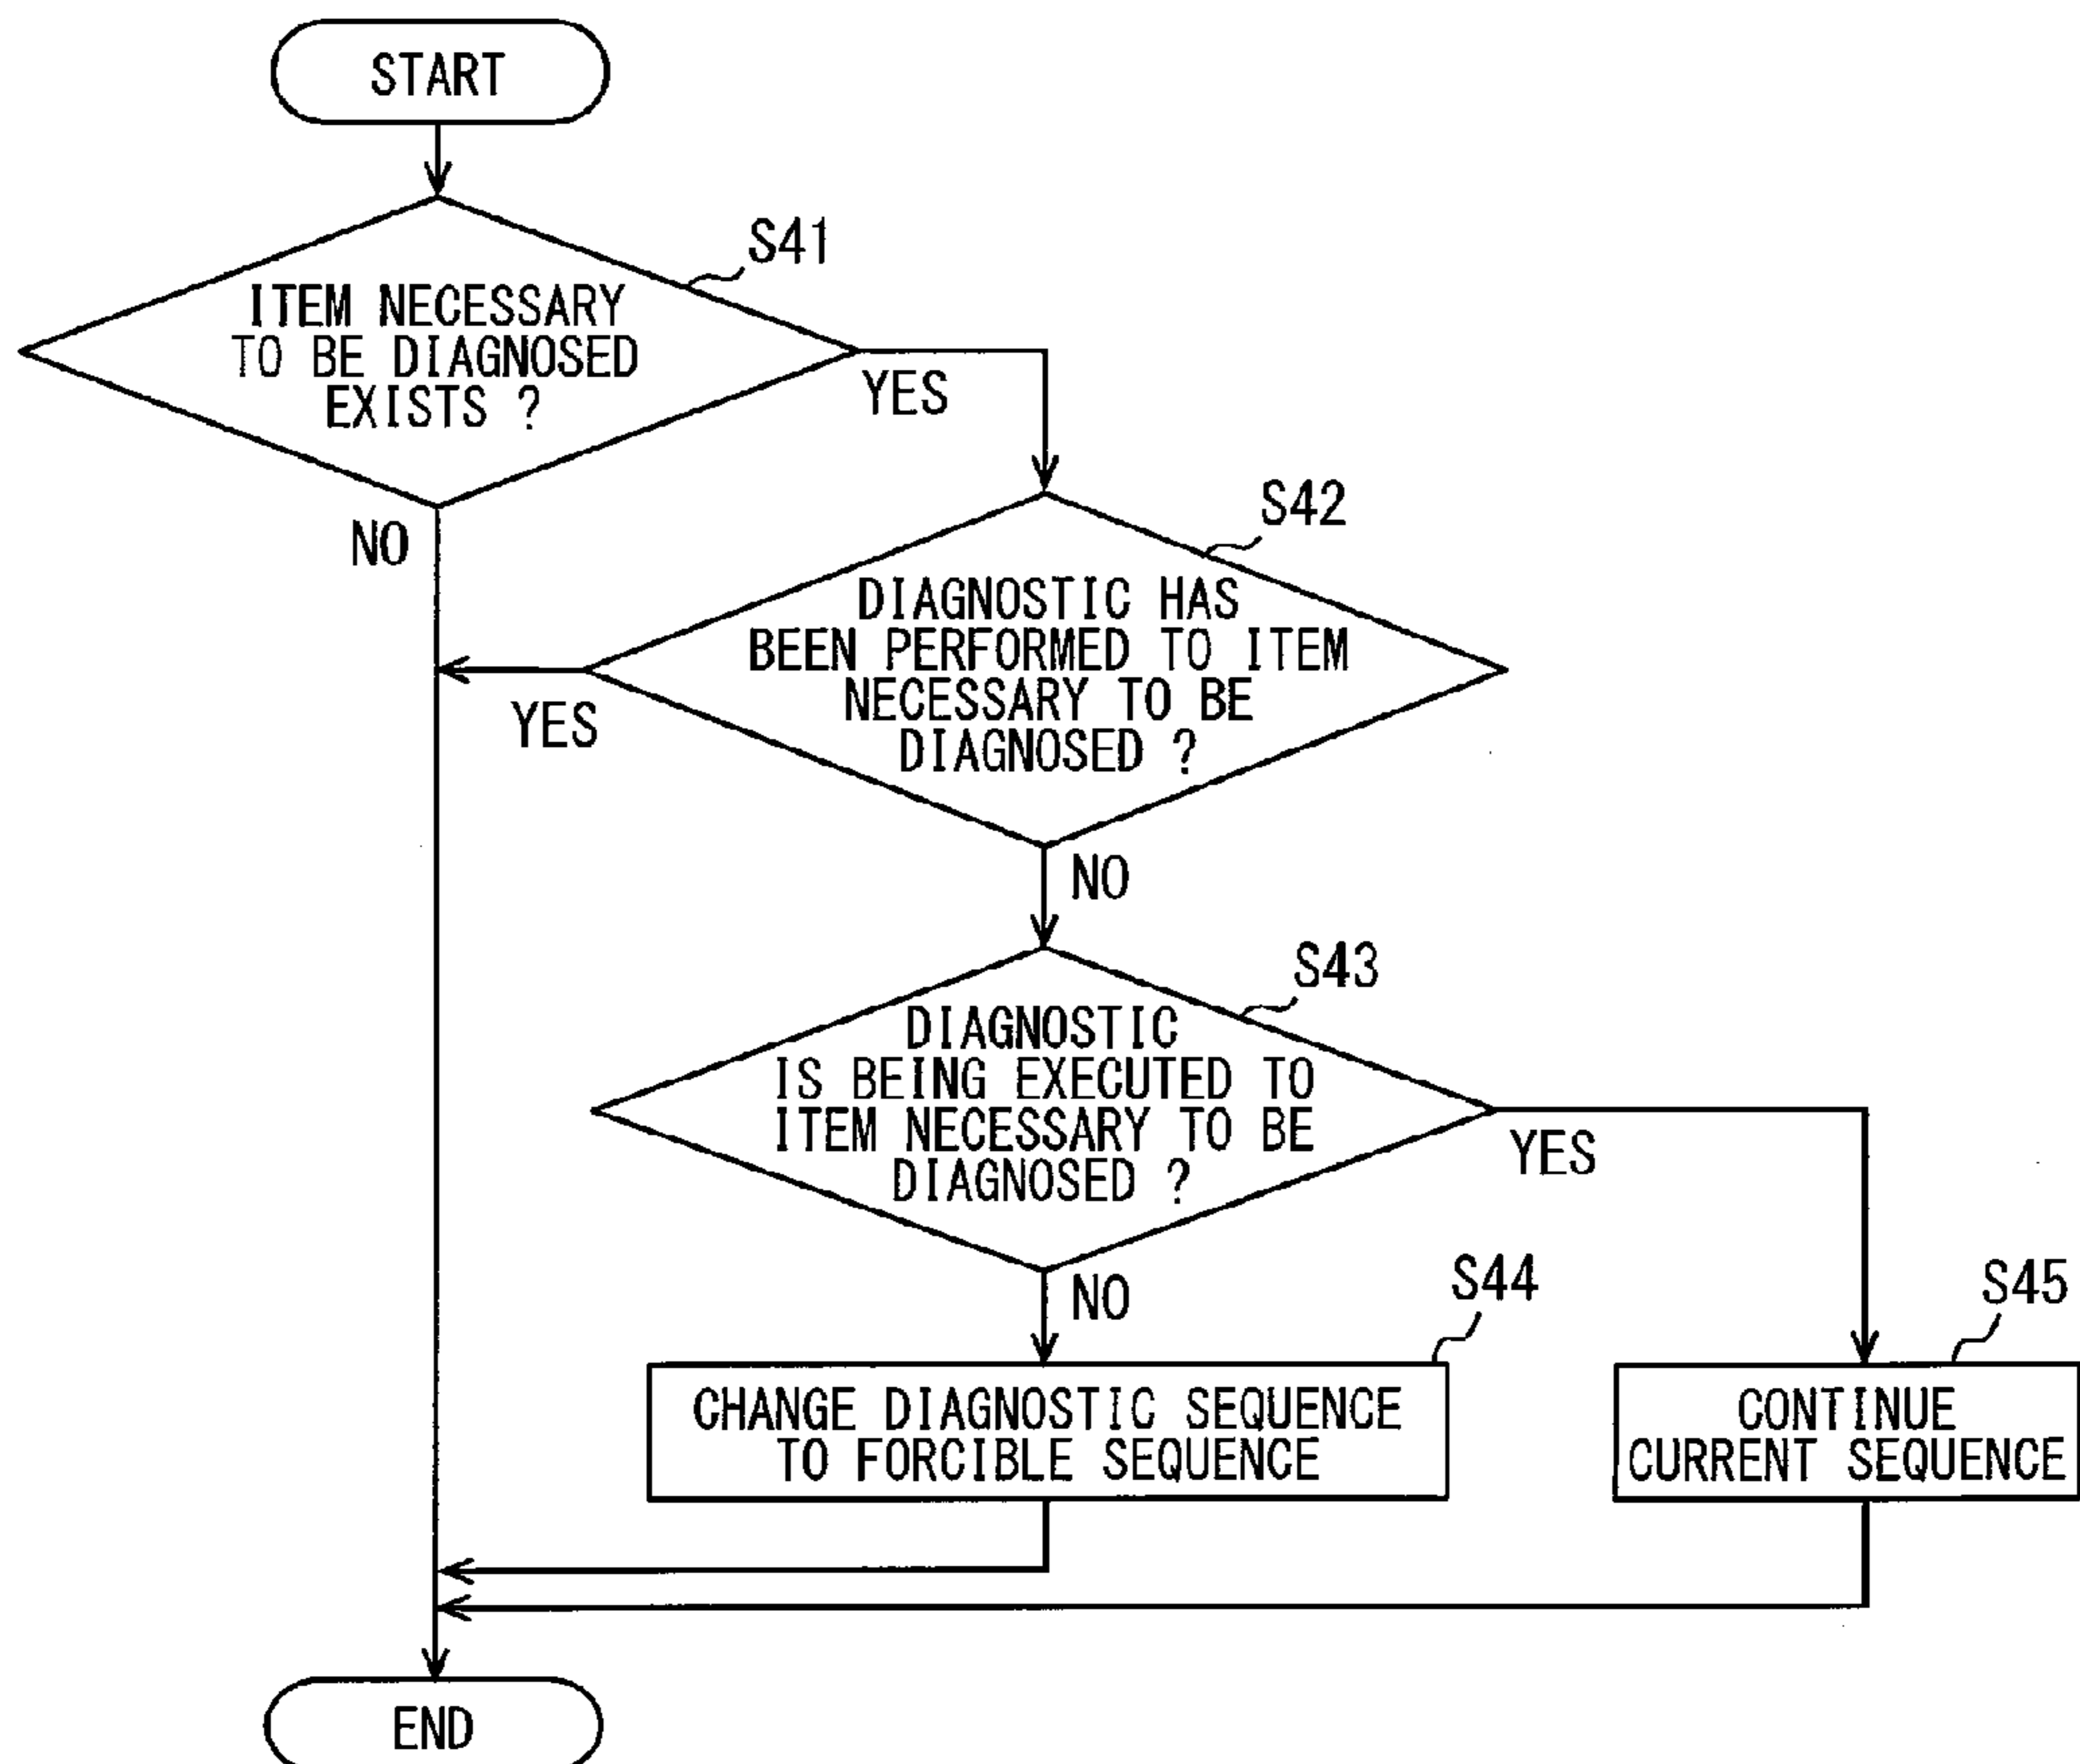 START
S41
ITEM NECESSARY
TO BE DIAGNOSED
EXISTS ?
YES
NO
S42
DIAGNOSTIC HAS
BEEN PERFORMED TO ITEM
NECESSARY TO BE
DIAGNOSED ?
YES
NO
S43
DIAGNOSTIC
IS BEING EXECUTED TO
ITEM NECESSARY TO BE
DIAGNOSED ?
YES
NO
S44
CHANGE DIAGNOSTIC SEQUENCE
TO FORCIBLE SEQUENCE
S45
CONTINUE
CURRENT SEQUENCE
END